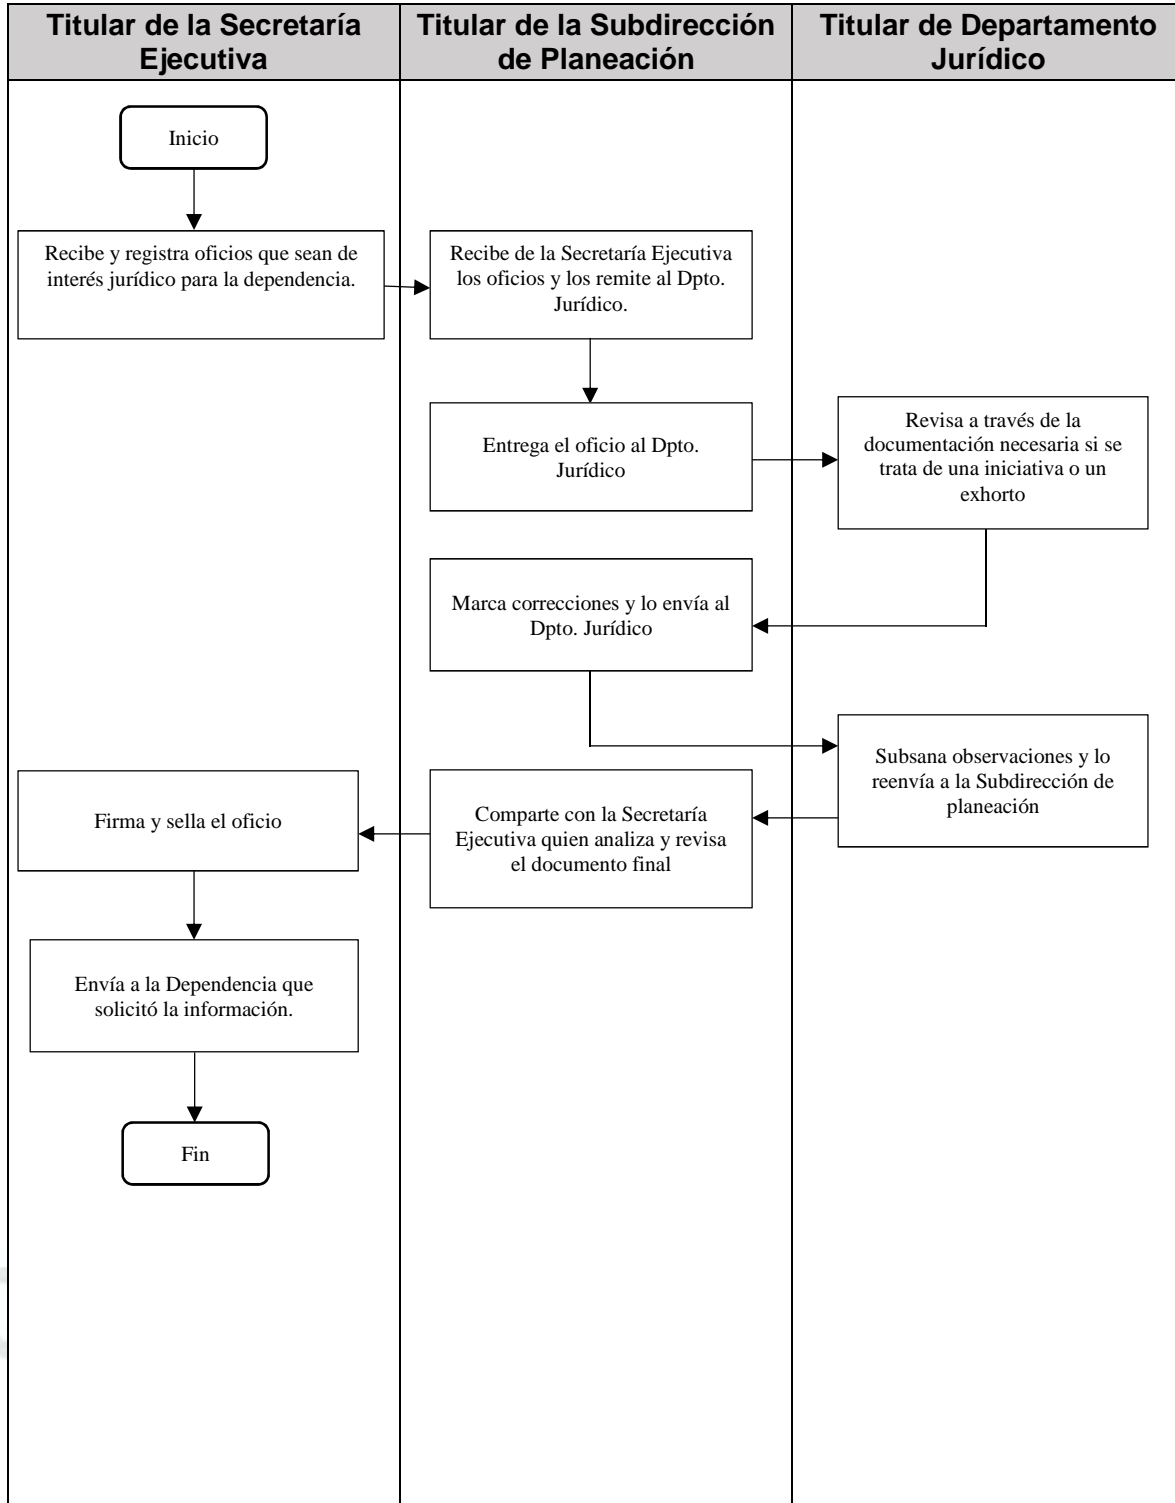 Titular de la Secretaría
Ejecutiva
Titular de la Subdirección
de Planeación
Titular de Departamento
Jurídico
Inicio
Recibe y registra oficios que sean de
interés jurídico para la dependencia.
Recibe de la Secretaría Ejecutiva
los oficios y los remite al Dpto.
Jurídico.
Entrega el oficio al Dpto.
Jurídico
Revisa a través de la
documentación necesaria si se
trata de una iniciativa o un
exhorto
Marca correcciones y lo envía al
Dpto. Jurídico
Subsana observaciones y lo
reenvía a la Subdirección de
planeación
Comparte con la Secretaría
Ejecutiva quien analiza y revisa
el documento final
Firma y sella el oficio
Envía a la Dependencia que
solicitó la información.
Fin